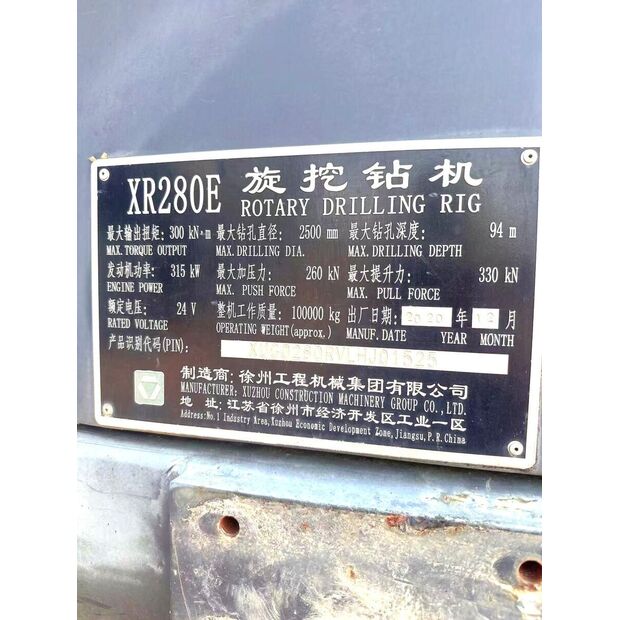 XR280E 旋挖钻机
ROTARY DRILLING RIG
最大输出扭矩: 300 kN·m 最大钻孔直径: 2500 mm 最大钻孔深度: 94 m
MAX. TORQUE OUTPUT MAX. DRILLING DIA. MAX. DRILLING DEPTH
发动机功率: 315 kW 最大加压力: 260 kN 最大提升力: 330 kN
ENGINE POWER MAX. PUSH FORCE MAX. PULL FORCE
额定电压: 24 V 整机工作质量: 100000 kg 出厂日期: 2020 年 12 月
RATED VOLTAGE OPERATING WEIGHT(approx.) MANUF. DATE YEAR MONTH
产品识别代码(PIN):
制造商: 徐州工程机械集团有限公司
MANUFACTURER: XUZHOU CONSTRUCTION MACHINERY GROUP CO., LTD.
地 址: 江苏省徐州市经济开发区工业一区
Address: No. 1 Industry Area, Xuzhou Economic Development Zone, Jiangsu, P. R. China